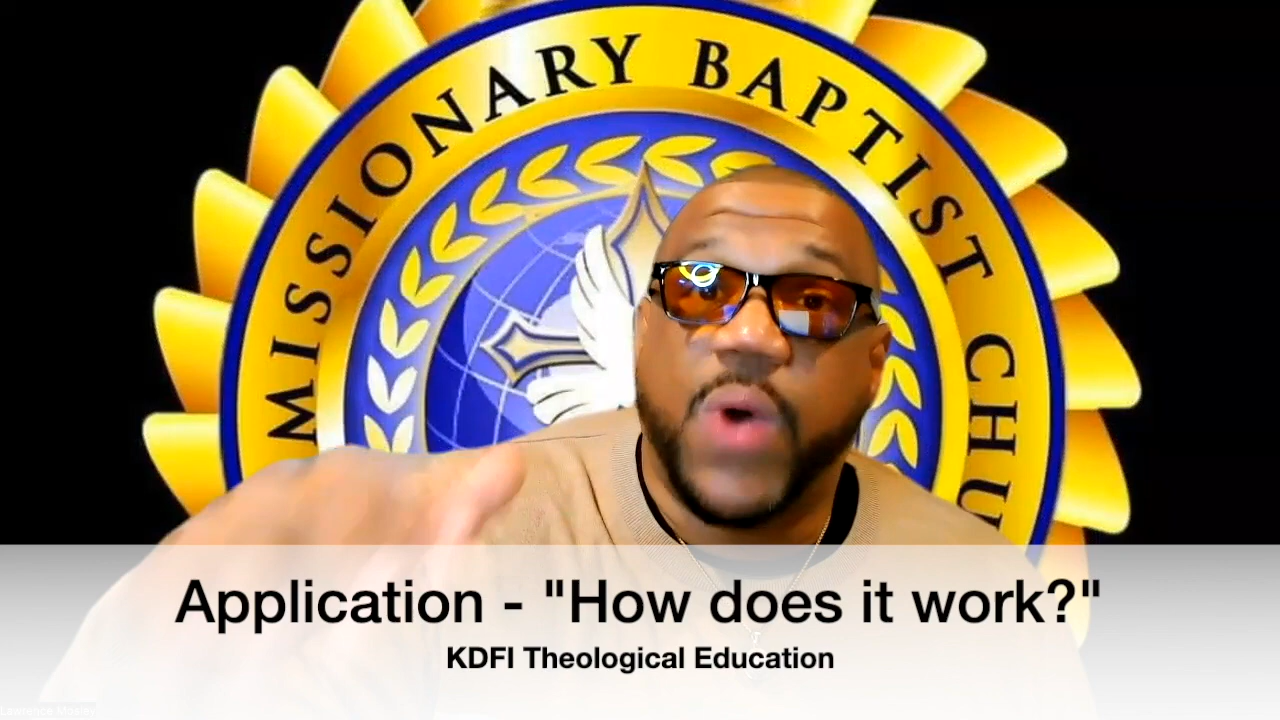 MISSIONARY BAPTIST CHU
Application - "How does it work?"
KDFI Theological Education